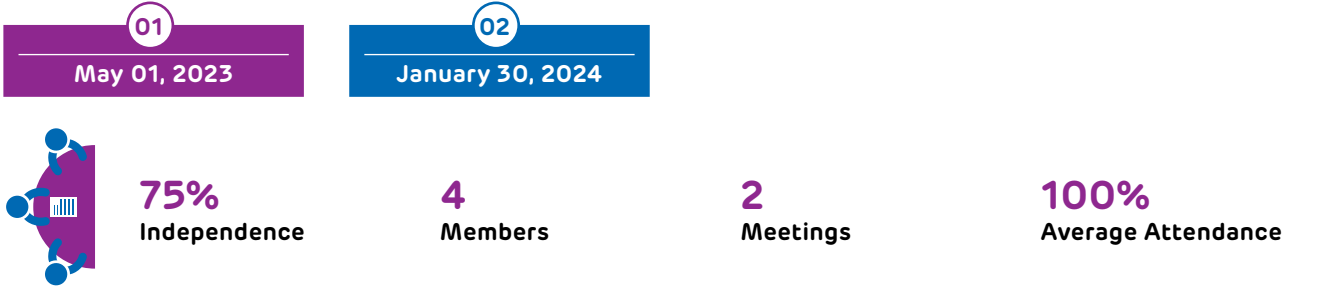 01
May 01, 2023
02
January 30, 2024
75%
Independence
4
Members
2
Meetings
100%
Average Attendance